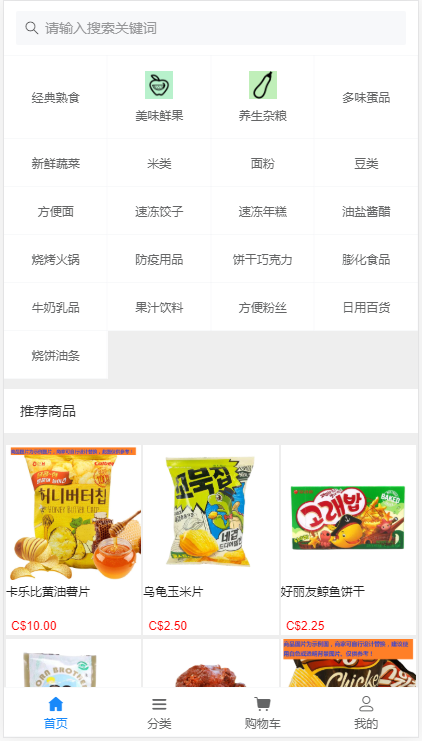 请输入搜索关键词
经典熟食 美味鲜果 养生杂粮 多味蛋品
新鲜蔬菜 米类 面粉 豆类
方便面 速冻饺子 速冻年糕 油盐酱醋
烧烤火锅 防疫用品 饼干巧克力 膨化食品
牛奶乳品 果汁饮料 方便粉丝 日用百货
烧饼油条
推荐商品
허니버터칩
꼬북칩
고래밥
卡乐比黄油薯片 乌龟玉米片 好丽友鲸鱼饼干
C$10.00 C$2.50 C$2.25
CORN BROTHER
Chicken
首页 分类 购物车 我的